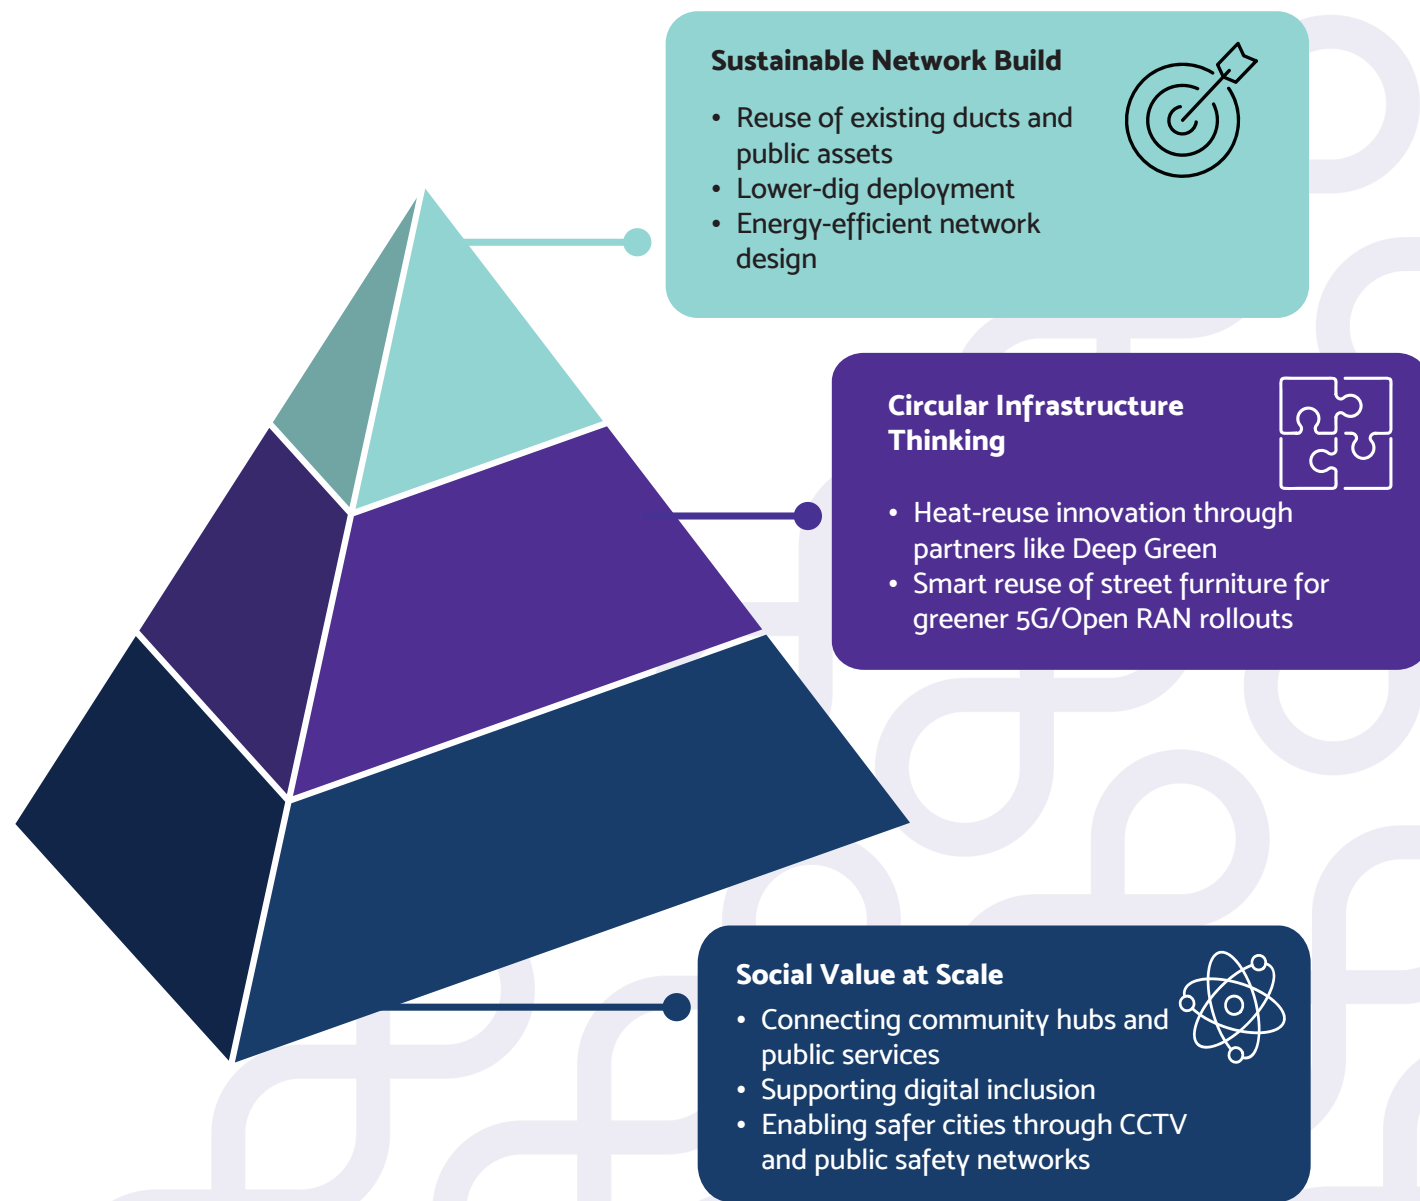 Sustainable Network Build
• Reuse of existing ducts and
public assets
• Lower-dig deployment
• Energy-efficient network
design
Circular Infrastructure
Thinking
• Heat-reuse innovation through
partners like Deep Green
• Smart reuse of street furniture for
greener 5G/Open RAN rollouts
Social Value at Scale
• Connecting community hubs and
public services
• Supporting digital inclusion
• Enabling safer cities through CCTV
and public safety networks